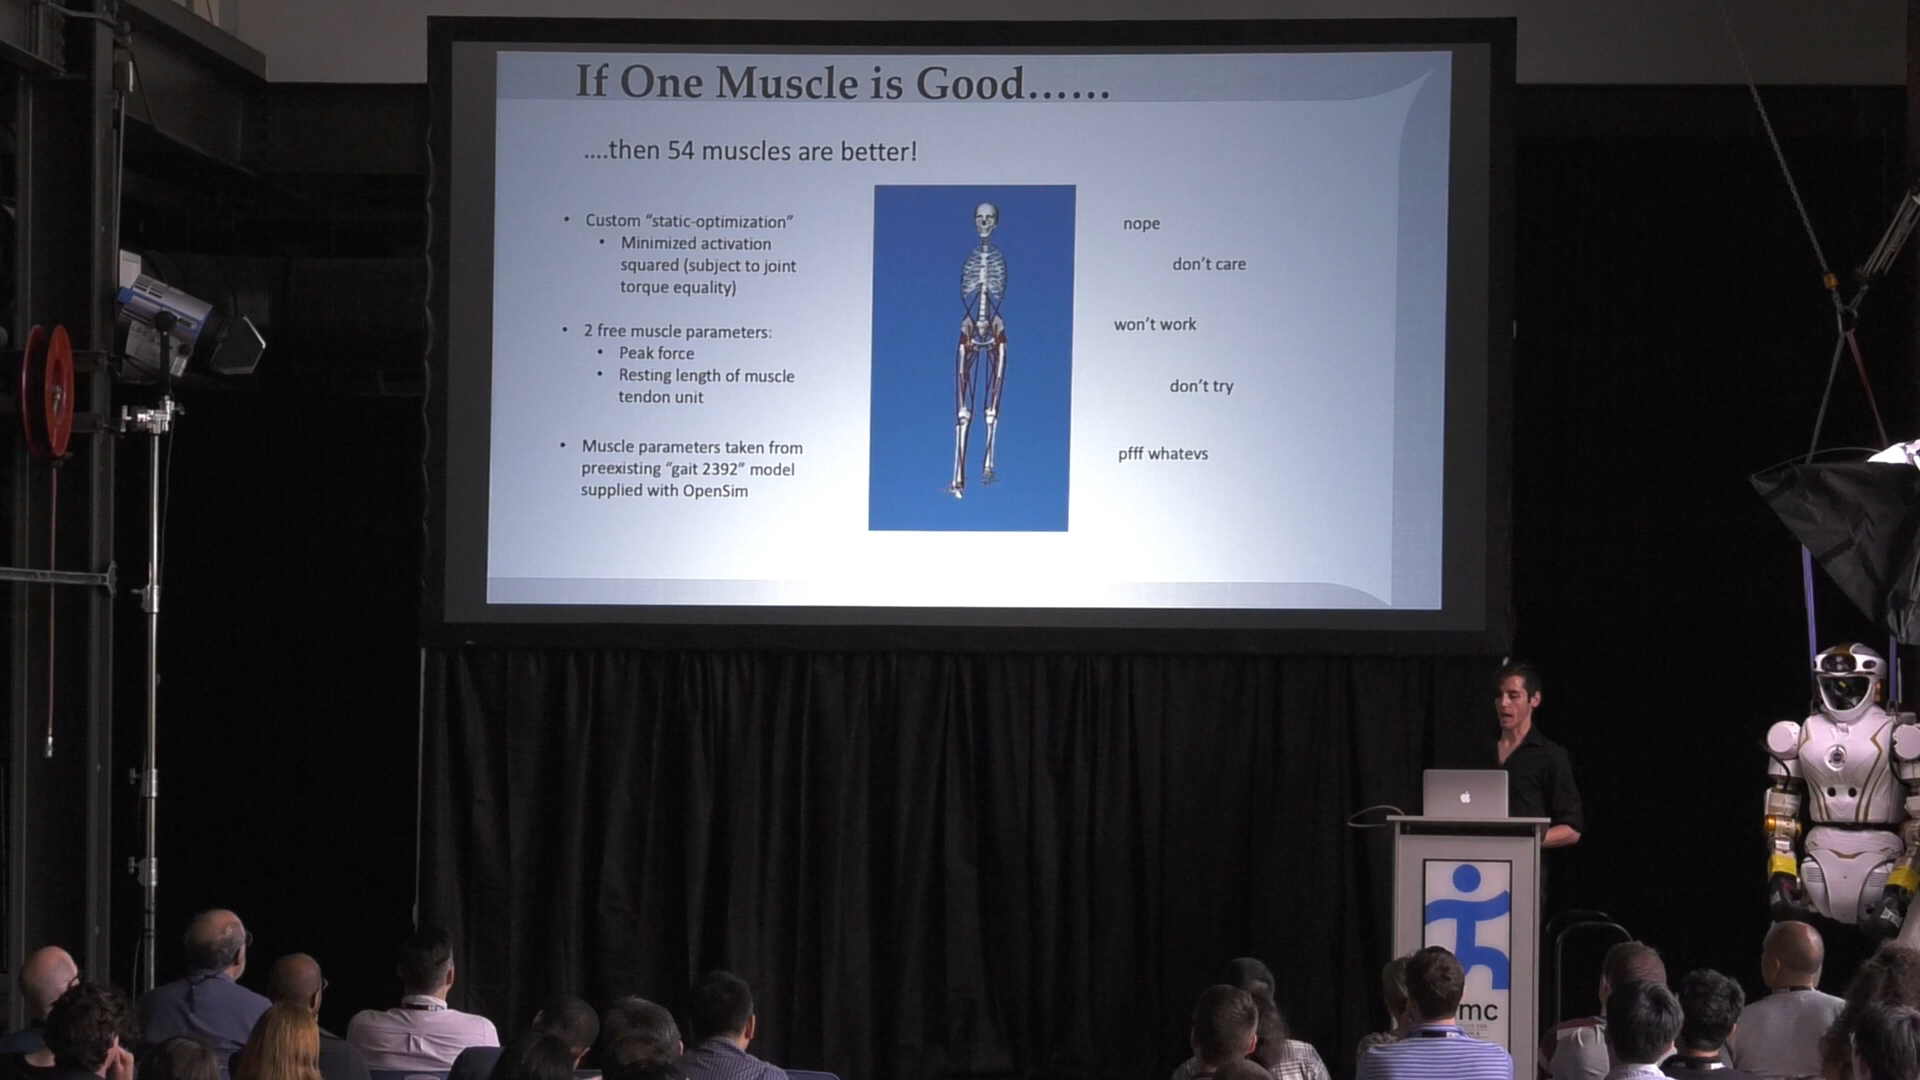 If One Muscle is Good......
....then 54 muscles are better!
• Custom “static-optimization”
• Minimized activation
squared (subject to joint
torque equality)
• 2 free muscle parameters:
• Peak force
• Resting length of muscle
tendon unit
• Muscle parameters taken from
preexisting “gait 2392” model
supplied with OpenSim
nope
don’t care
won’t work
don’t try
pfff whatevs
mc